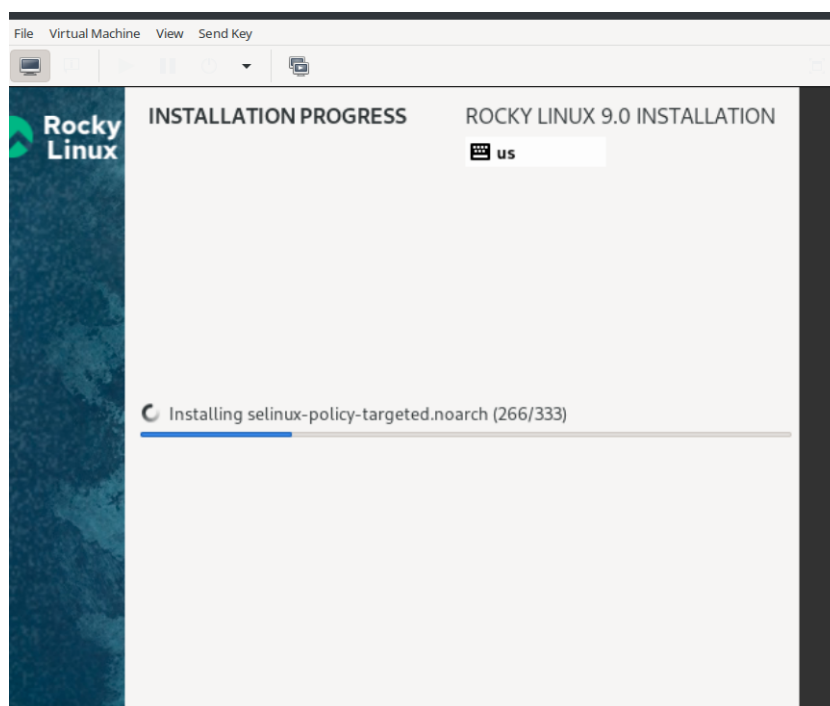 File Virtual Machine View Send Key
Rocky
Linux
INSTALLATION PROGRESS
ROCKY LINUX 9.0 INSTALLATION
us
Installing selinux-policy-targeted.noarch (266/333)